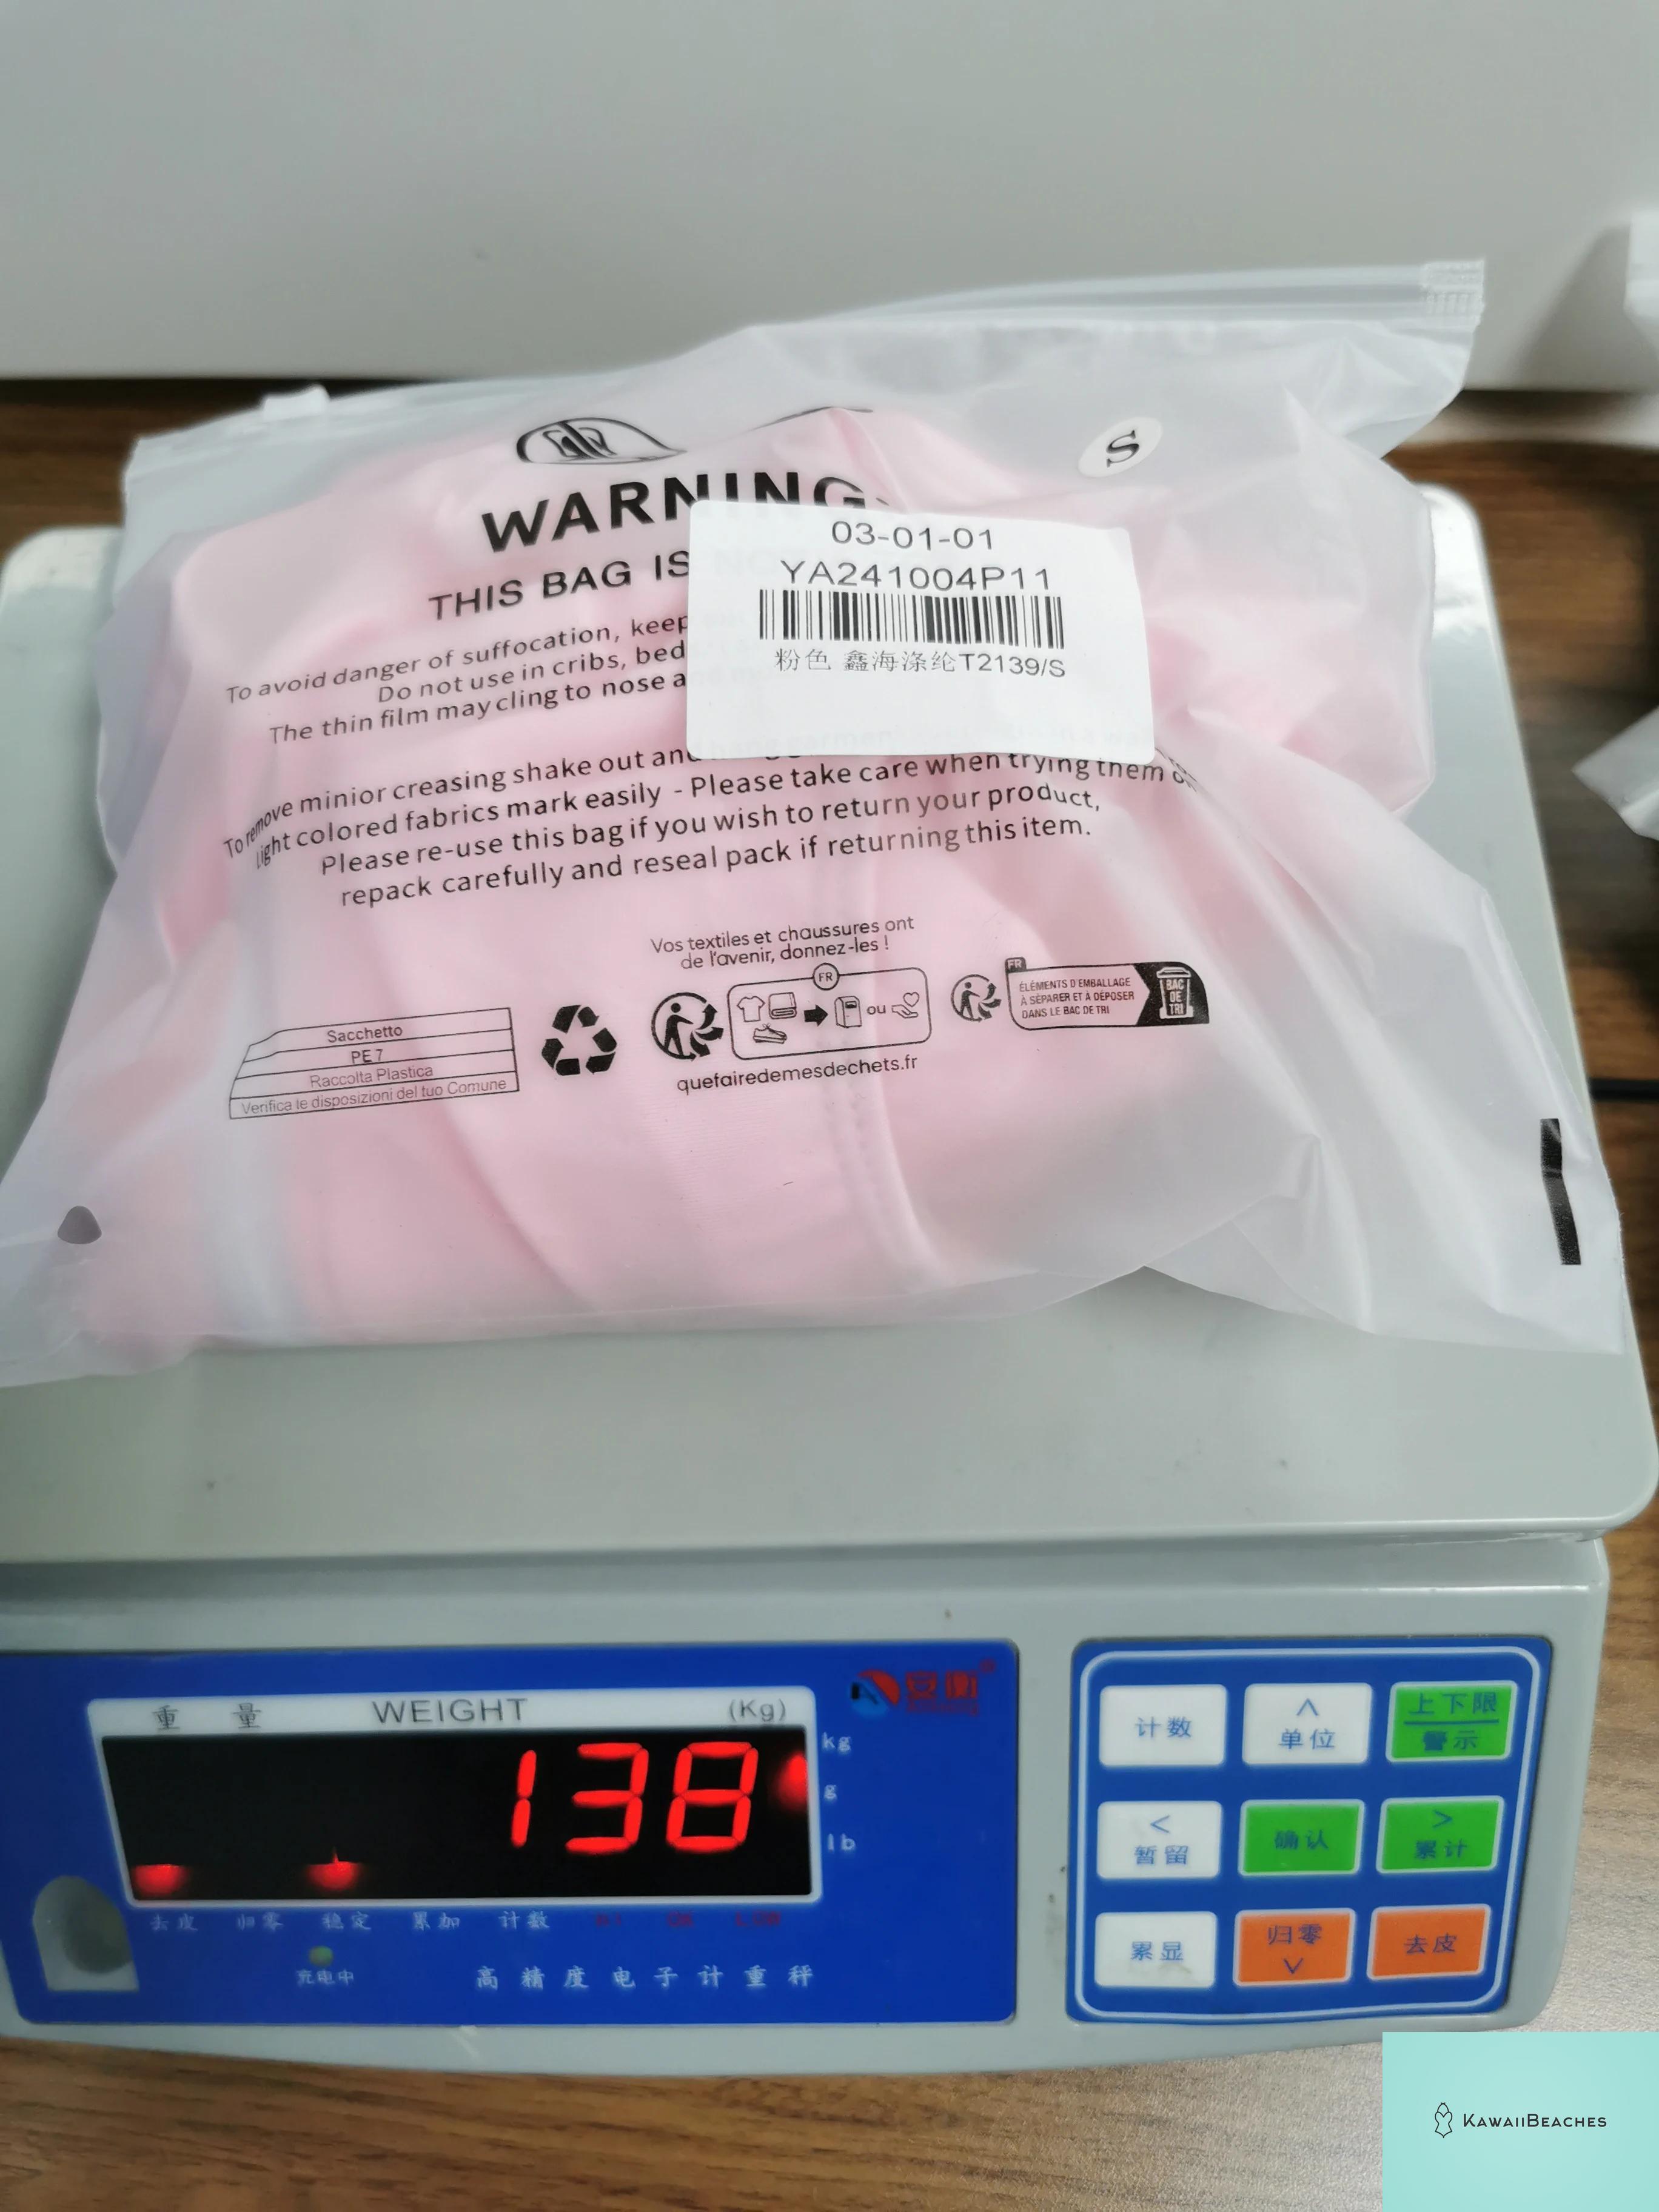 S
WARNING
03-01-01
YA241004P11
粉色 鑫海涤纶T2139/S
THIS BAG IS
To avoid danger of suffocation, keep
Do not use in cribs, bed
The thin film may cling to nose a
To remove minior creasing shake out and
Light colored fabrics mark easily - Please take care when trying them
Please re-use this bag if you wish to return your product,
repack carefully and reseal pack if returning this item.
Vos textiles et chaussures ont
de l'avenir, donnez-les !
FR
ou
quefairedemesdechets.fr
FR
ÉLÉMENTS D'EMBALLAGE
À SÉPARER ET À DÉPOSER
DANS LE BAC DE TRI
BAC
DE
TRI
Sacchetto
PE 7
Raccolta Plastica
Verifica le disposizioni del tuo Comune
重 量 WEIGHT (Kg)
安衡
138
kg
g
lb
去皮 归零 稳定 累加 计数
充电中
高精度电子计重秤
计数
单位
上下限
警示
<
暂留
确认
>
累计
累显
归零
去皮
KAWAIIBEACHES